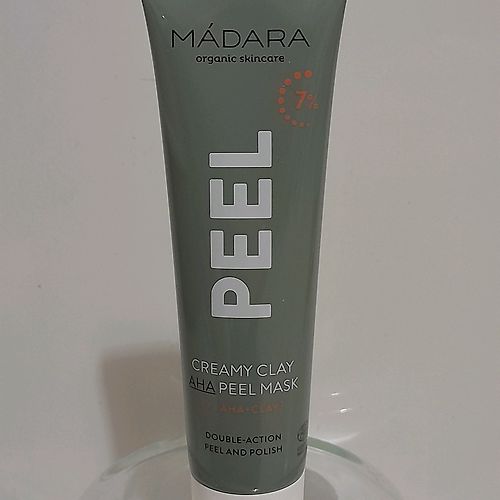 MÁDARA
organic skincare
7%
PEEL
CREAMY CLAY
AHA PEEL MASK
AHA+CLAY
DOUBLE-ACTION
PEEL AND POLISH